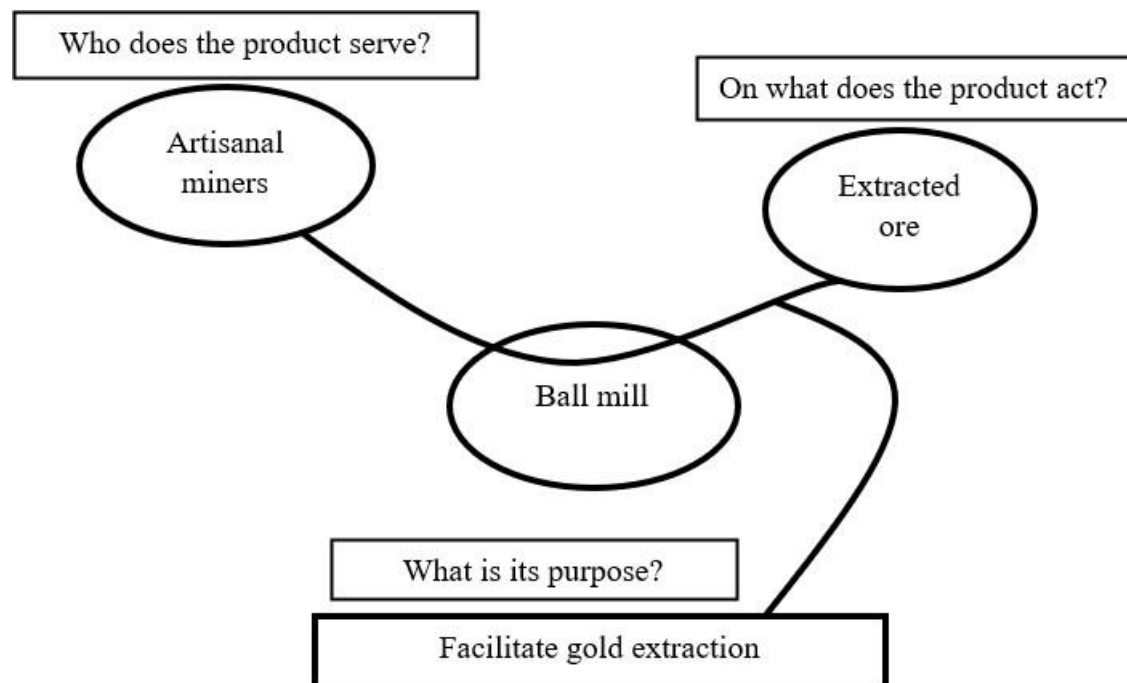 Who does the product serve?
On what does the product act?
Artisanal
miners
Extracted
ore
Ball mill
What is its purpose?
Facilitate gold extraction